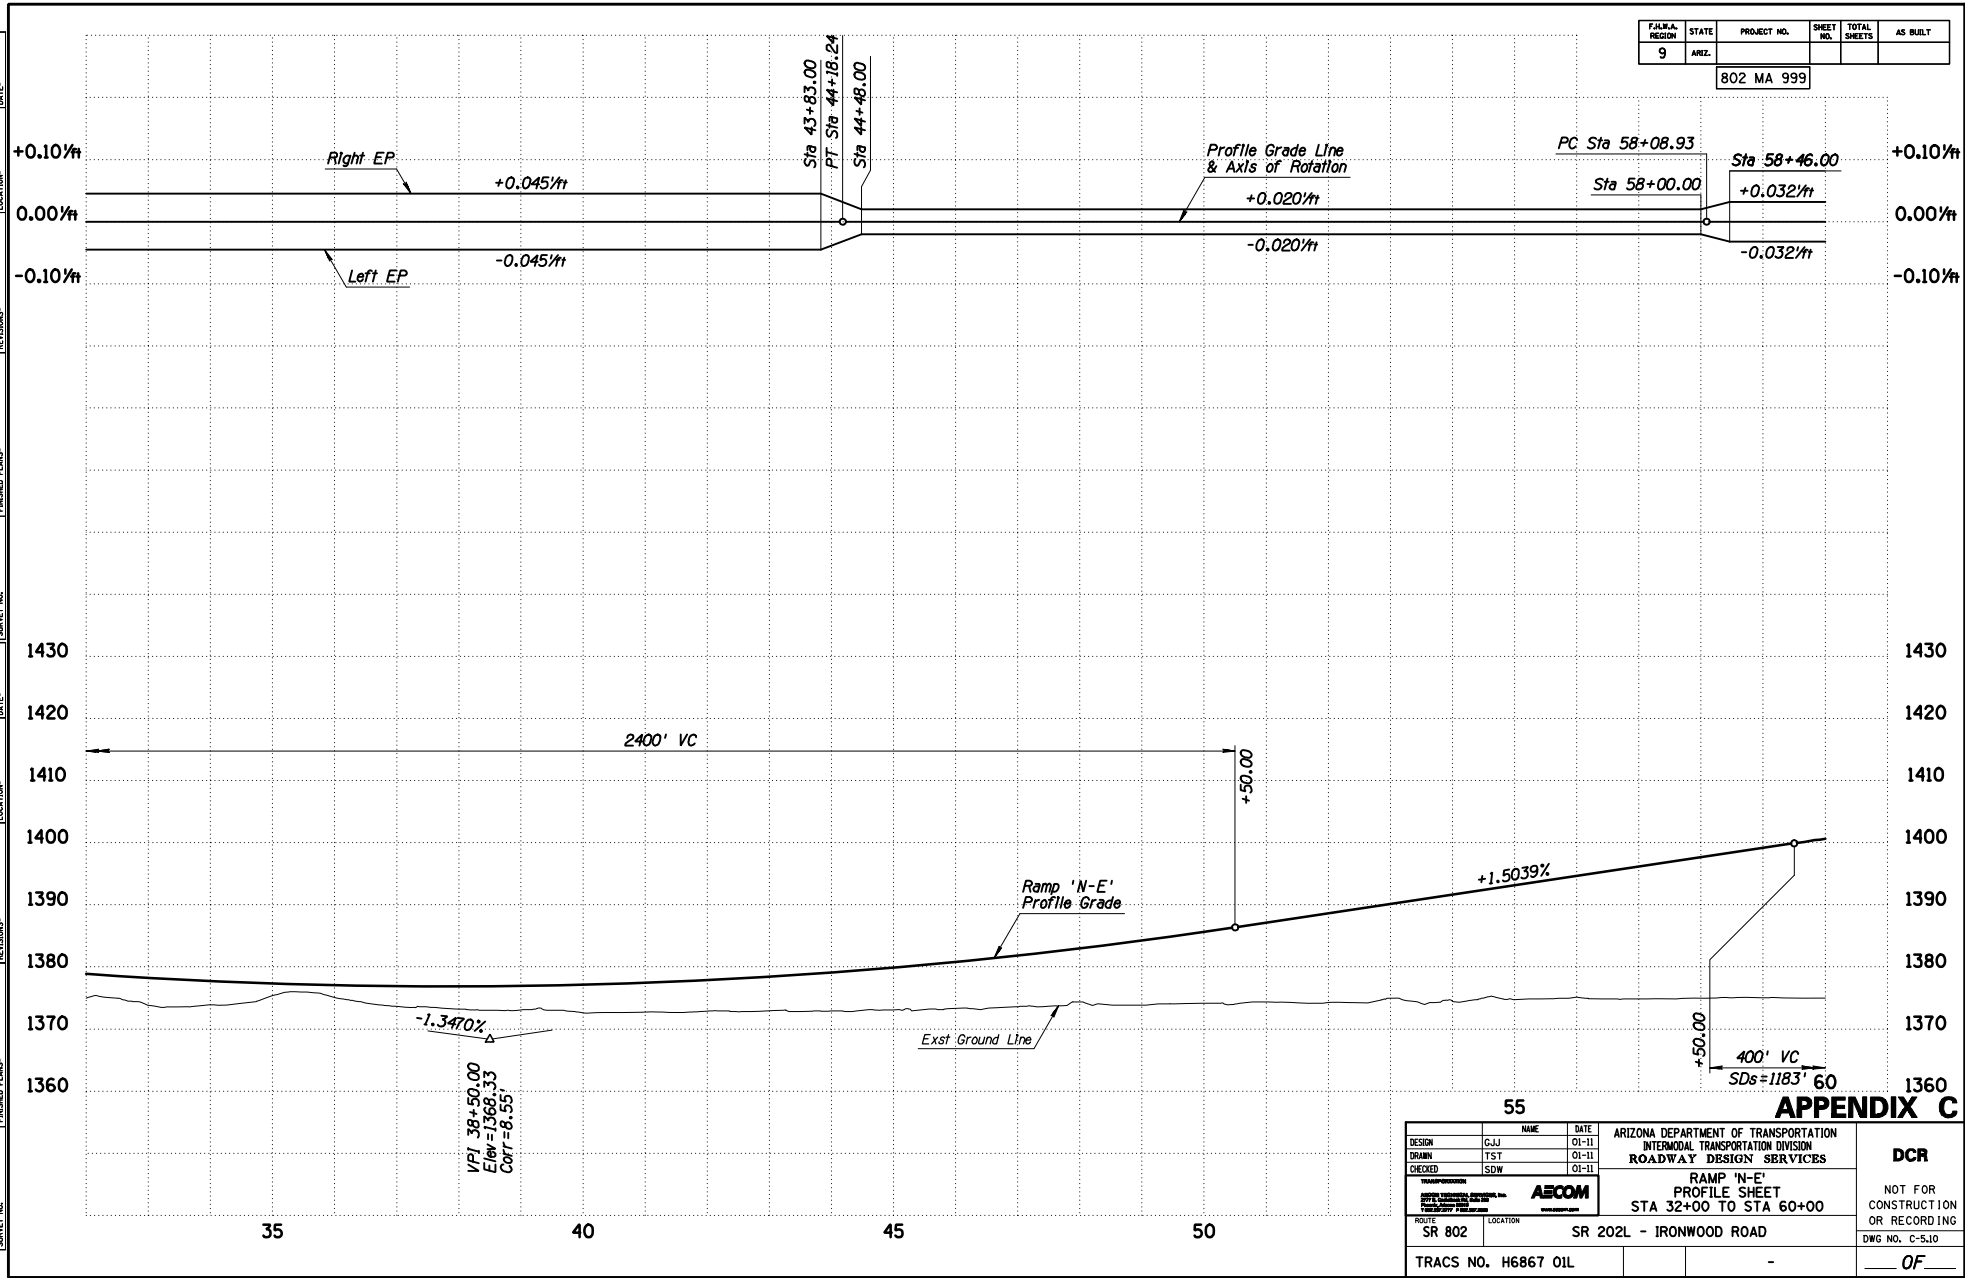 F.H.W.A. REGION STATE PROJECT NO. SHEET NO. TOTAL SHEETS AS BUILT
9 ARIZ.
802 MA 999
Sta 43+83.00
PT Sta 44+18.24
Sta 44+48.00
+0.10'/ft
Right EP
+0.045'/ft
Profile Grade Line
& Axis of Rotation
+0.020'/ft
PC Sta 58+08.93
Sta 58+46.00
Sta 58+00.00
+0.032'/ft
+0.10'/ft
0.00'/ft
0.00'/ft
-0.045'/ft
-0.020'/ft
-0.032'/ft
-0.10'/ft
Left EP
-0.10'/ft
1430
1430
1420
1420
2400' VC
+50.00
1410
1410
1400
1400
+1.5039%
Ramp 'N-E'
Profile Grade
1390
1390
1380
1380
1370
-1.3470%
Exst Ground Line
+50.00
1370
VPI 38+50.00
Elev=1368.33
Corr=8.55'
400' VC
SDs=1183'
1360
1360
35
40
45
50
55
60
APPENDIX C
NAME DATE
DESIGN GJJ 01-11
DRAWN TST 01-11
CHECKED SDW 01-11
TRANSPORTATION
AECOM
ARIZONA DEPARTMENT OF TRANSPORTATION
INTERMODAL TRANSPORTATION DIVISION
ROADWAY DESIGN SERVICES
RAMP 'N-E'
PROFILE SHEET
STA 32+00 TO STA 60+00
DCR
NOT FOR
CONSTRUCTION
OR RECORDING
ROUTE
SR 802
LOCATION
SR 202L - IRONWOOD ROAD
DWG NO. C-5.10
TRACS NO. H6867 01L
-
OF